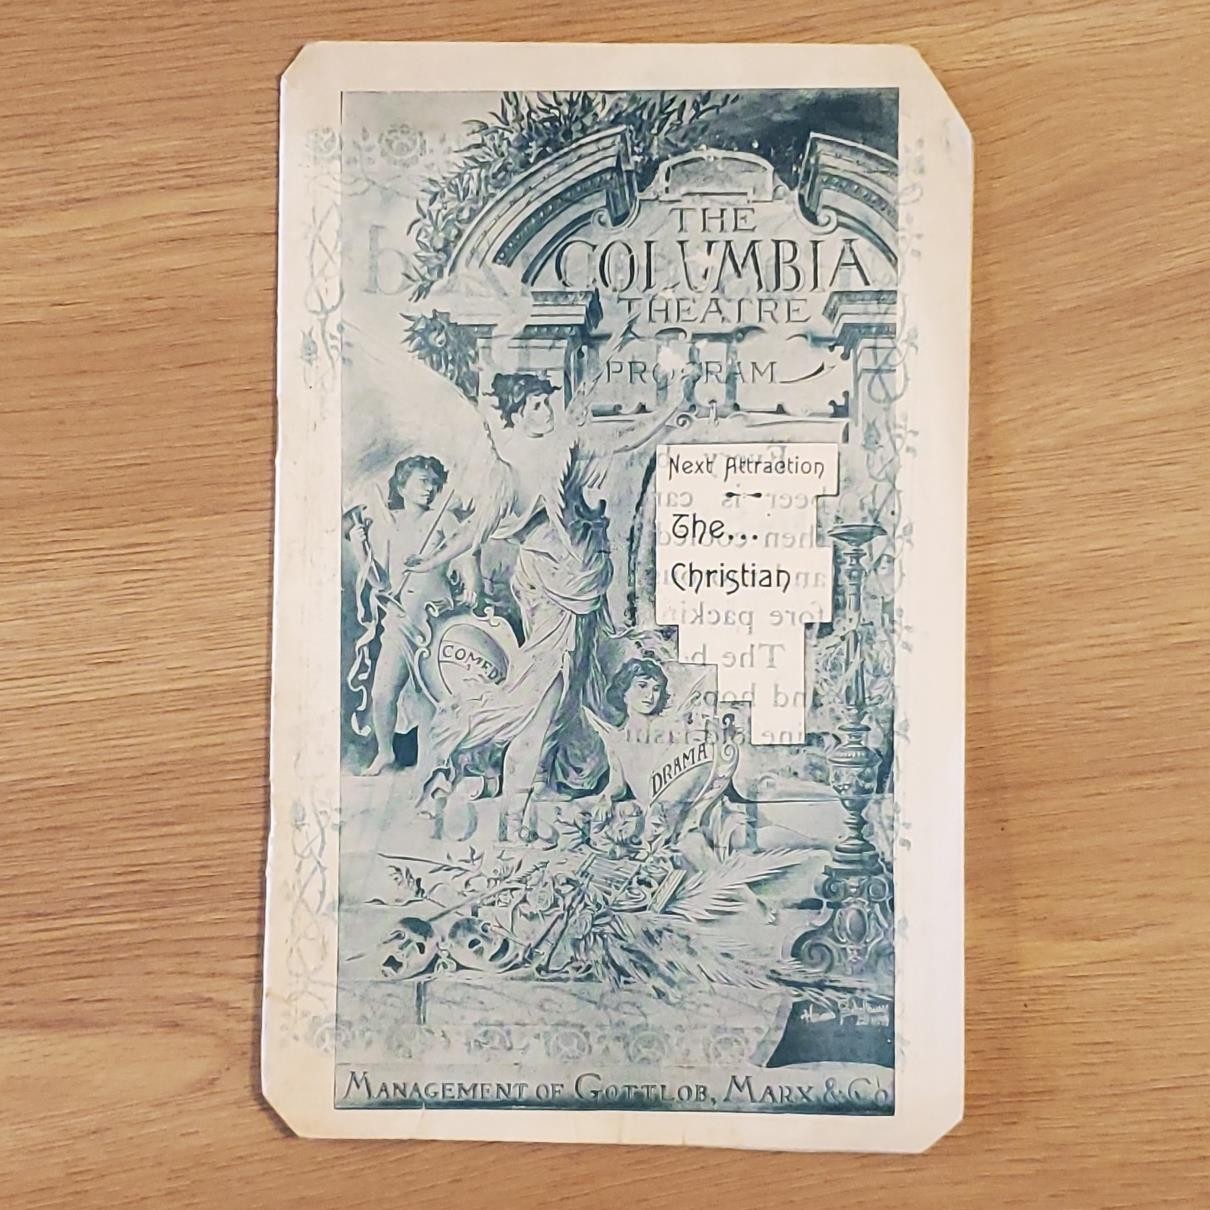 THE
COLUMBIA
THEATRE
PROGRAM
Next Attraction
The...
Christian
COMEDY
DRAMA
MANAGEMENT OF GOTTLOB, MARX & Co